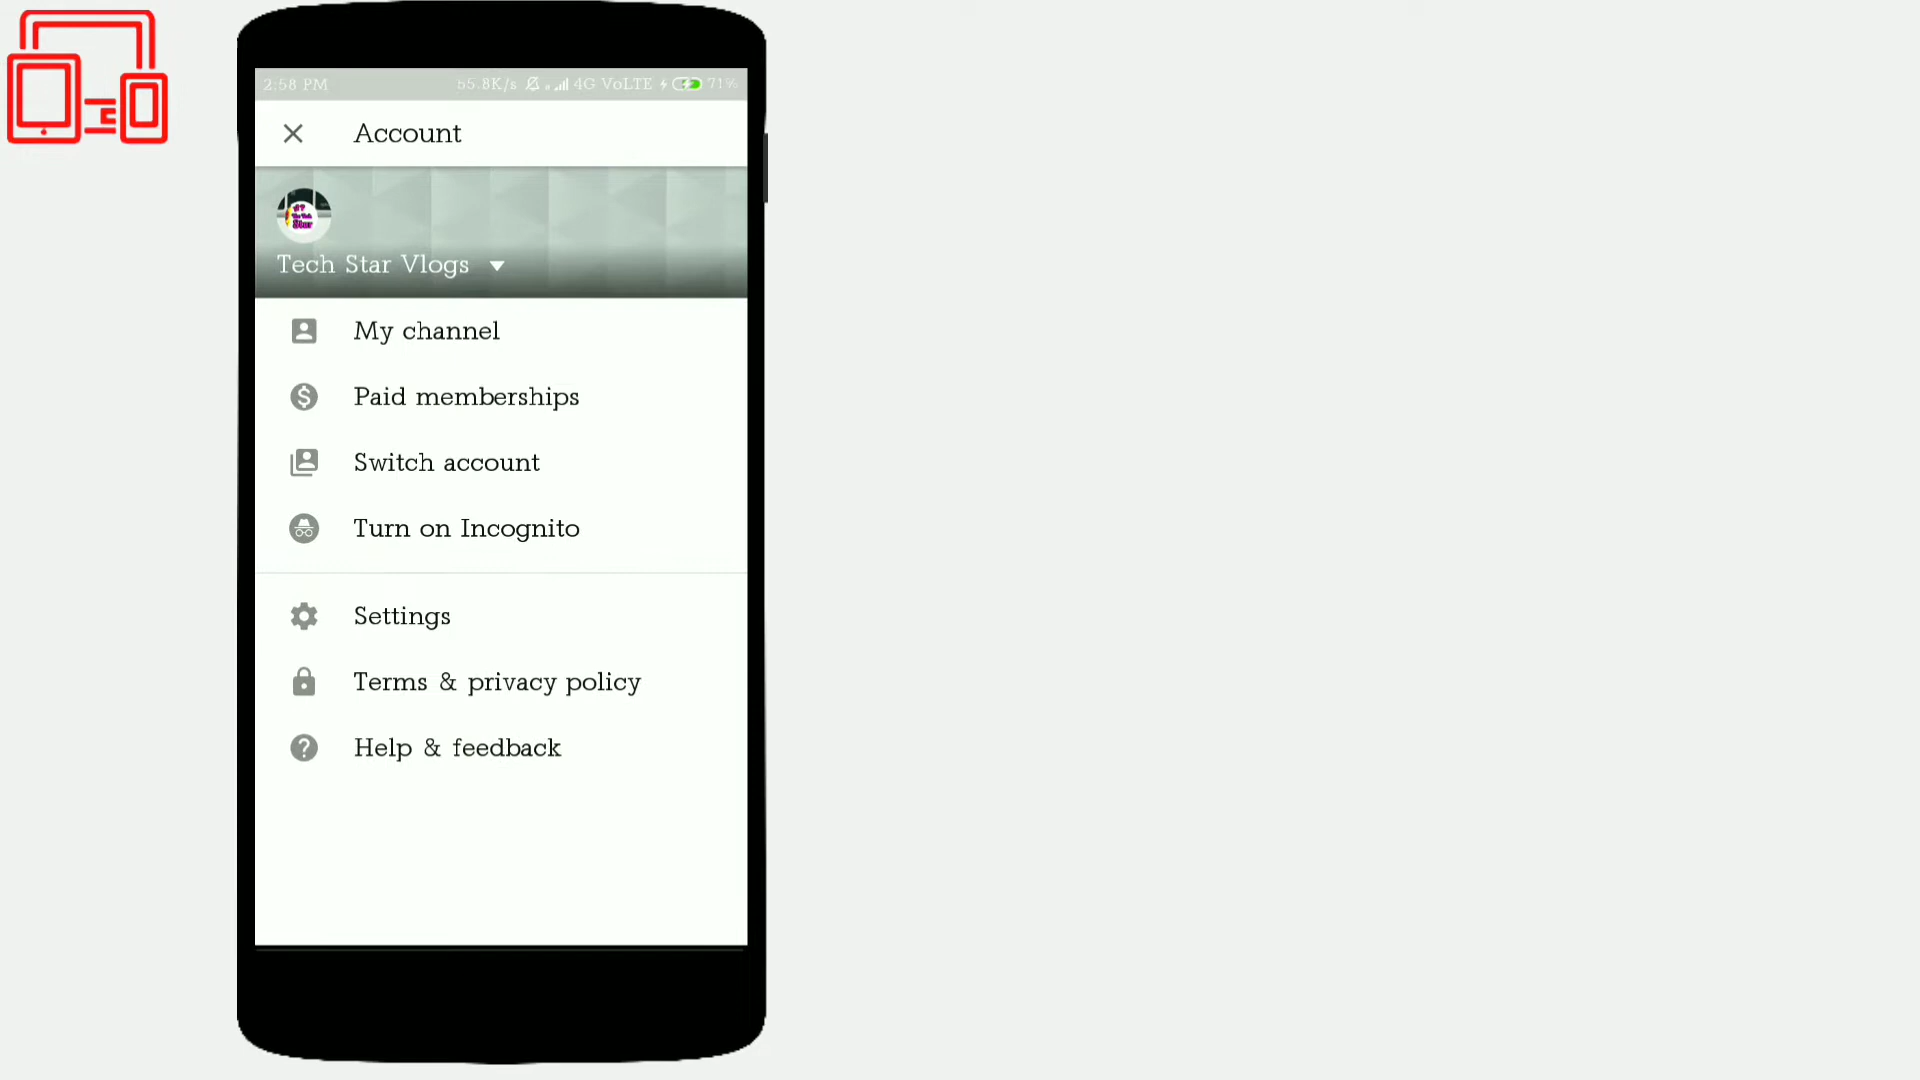 2:58 PM 55.8K/s 4G VoLTE 71%
Account
Star
Tech Star Vlogs
My channel
Paid memberships
Switch account
Turn on Incognito
Settings
Terms & privacy policy
Help & feedback